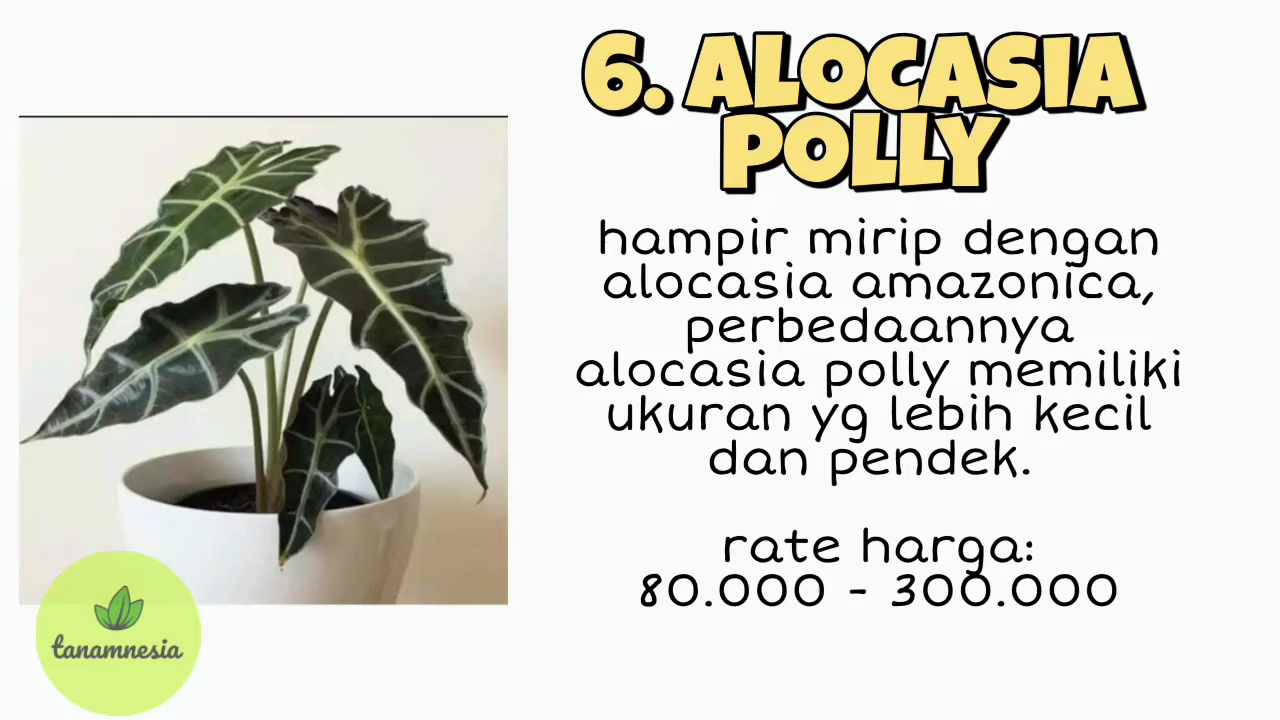 6. ALOCASIA
POLLY
hampir mirip dengan
alocasia amazonica,
perbedaannya
alocasia polly memiliki
ukuran yg lebih kecil
dan pendek.
rate harga:
80.000 - 300.000
tanamnesia